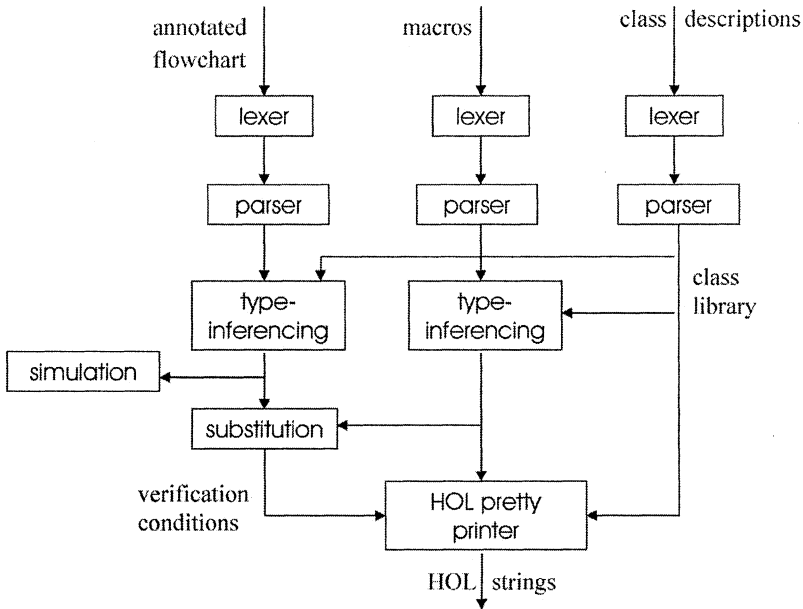 annotated
flowchart
macros
class descriptions
lexer
lexer
lexer
parser
parser
parser
type-
inferencing
type-
inferencing
class
library
simulation
substitution
verification
conditions
HOL pretty
printer
HOL strings